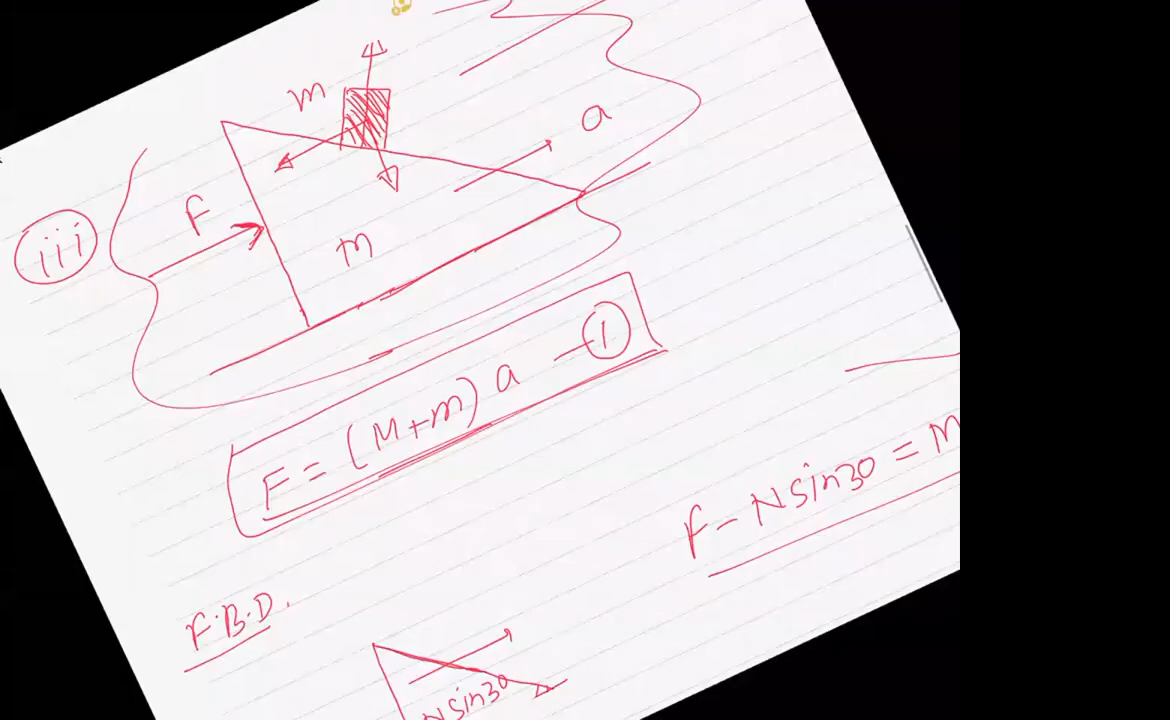 m
a
F
iii
M
F = (M+m) a — 1
F - N sin30 = M
F.B.D.
N sin30